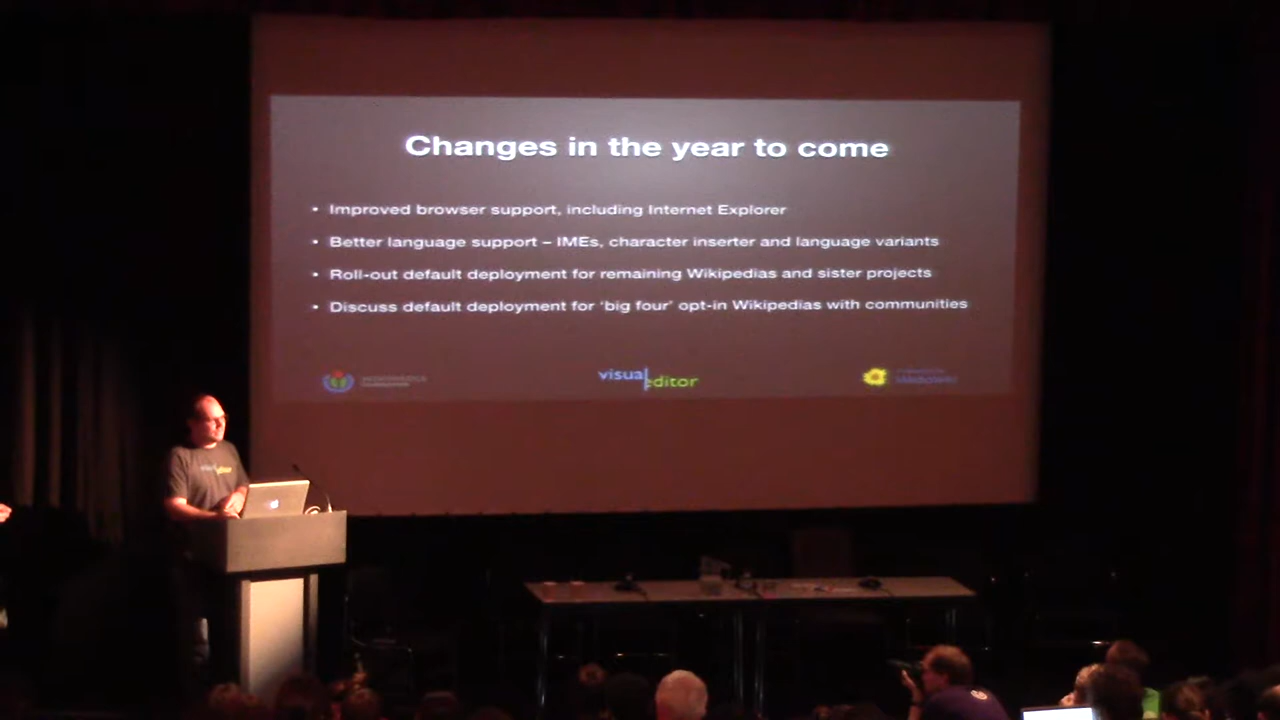 Changes in the year to come
• Improved browser support, including Internet Explorer
• Better language support – IMEs, character inserter and language variants
• Roll-out default deployment for remaining Wikipedias and sister projects
• Discuss default deployment for ‘big four’ opt-in Wikipedias with communities
visual editor